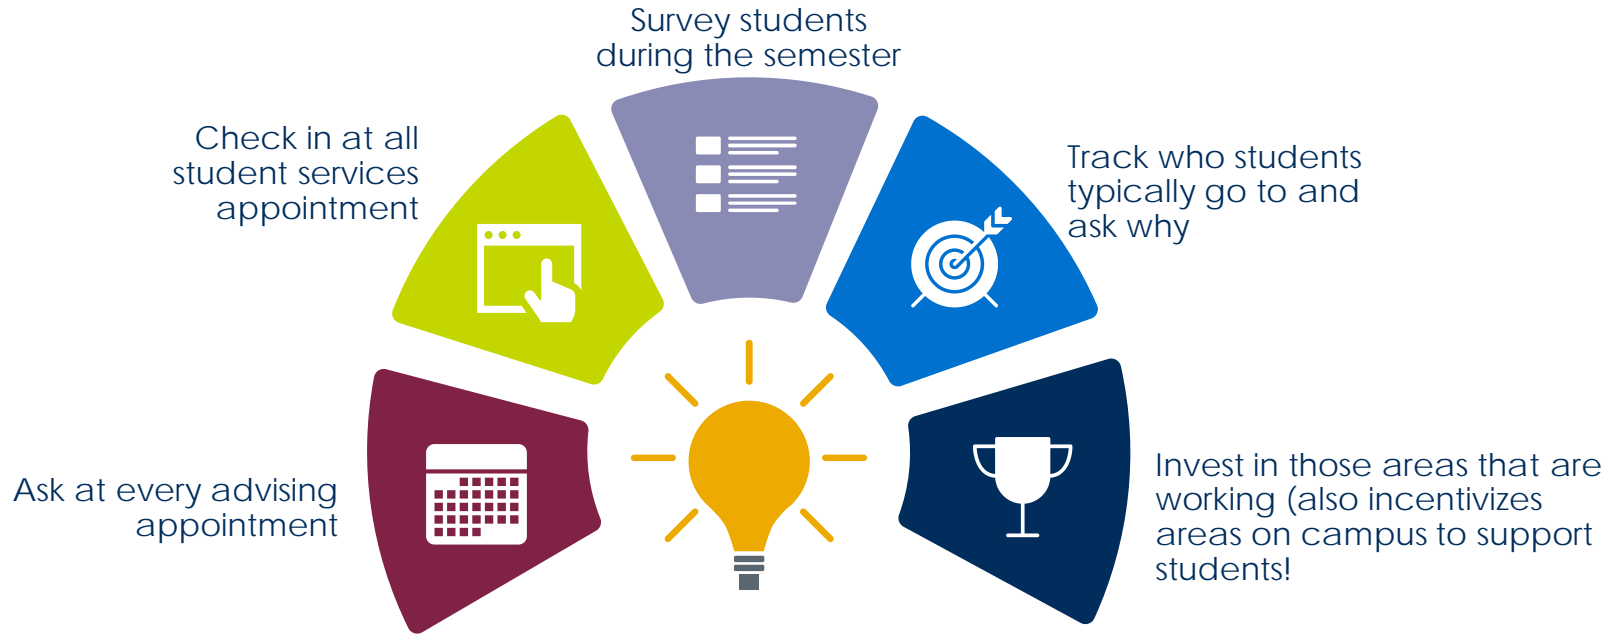 Survey students
during the semester
Check in at all
student services
appointment
Track who students
typically go to and
ask why
Ask at every advising
appointment
Invest in those areas that are
working (also incentivizes
areas on campus to support
students!